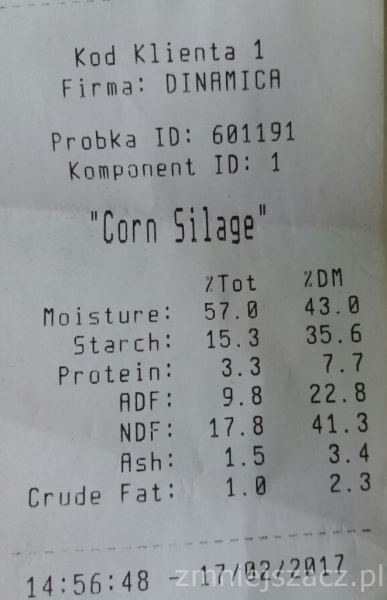 Kod Klienta 1
Firma: DINAMICA
Probka ID: 601191
Komponent ID: 1
"Corn Silage"
%Tot %DM
Moisture: 57.0 43.0
Starch: 15.3 35.6
Protein: 3.3 7.7
ADF: 9.8 22.8
NDF: 17.8 41.3
Ash: 1.5 3.4
Crude Fat: 1.0 2.3
14:56:48 - 17/02/2017
zmniejszacz.pl